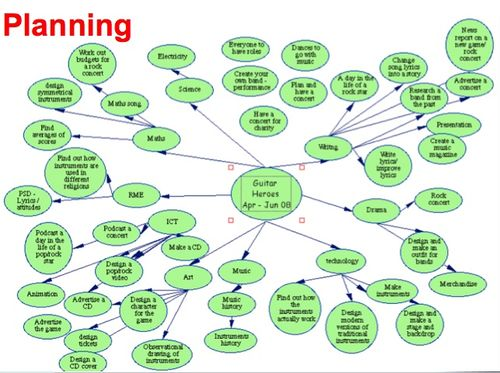 Planning
Work out
budgets for
a rock
concert
Electricity
Everyone to
have roles
Dances to
go with
music
News
report on a
new game/
rock
concert
design
symmetrical
instruments
Maths song
Science
Create your
own band -
performance
Plan and
have a
concert
A day in the
life of a
rock star
Change
song lyrics
into a story
Research a
band from
the past
Advertise a
concert
Find
averages of
scores
Maths
Have a
concert for
charity
Writing
Presentation
Create a
music
magazine
Write
lyrics/
improve
lyrics
Find out how
instruments
are used in
different
religions
PSD -
Lyrics /
attitudes
RME
Guitar
Heroes
Apr - Jun 08
Drama
Rock
concert
Podcast a
day in the
life of a
pop/rock
star
Podcast a
concert
ICT
Make a CD
Design and
make an
outfit for
bands
Design a
pop/rock
video
Art
Music
technology
Animation
Advertise a
CD
Design a
character
for the
game
Music
history
Find out how
the
instruments
actually work
Make
instruments
Merchandise
Advertise
the game
design
tickets
Design a
CD cover
Observational
drawing of
instruments
Instruments
history
Design
modern
versions of
traditional
instruments
Design and
make a
stage and
backdrop